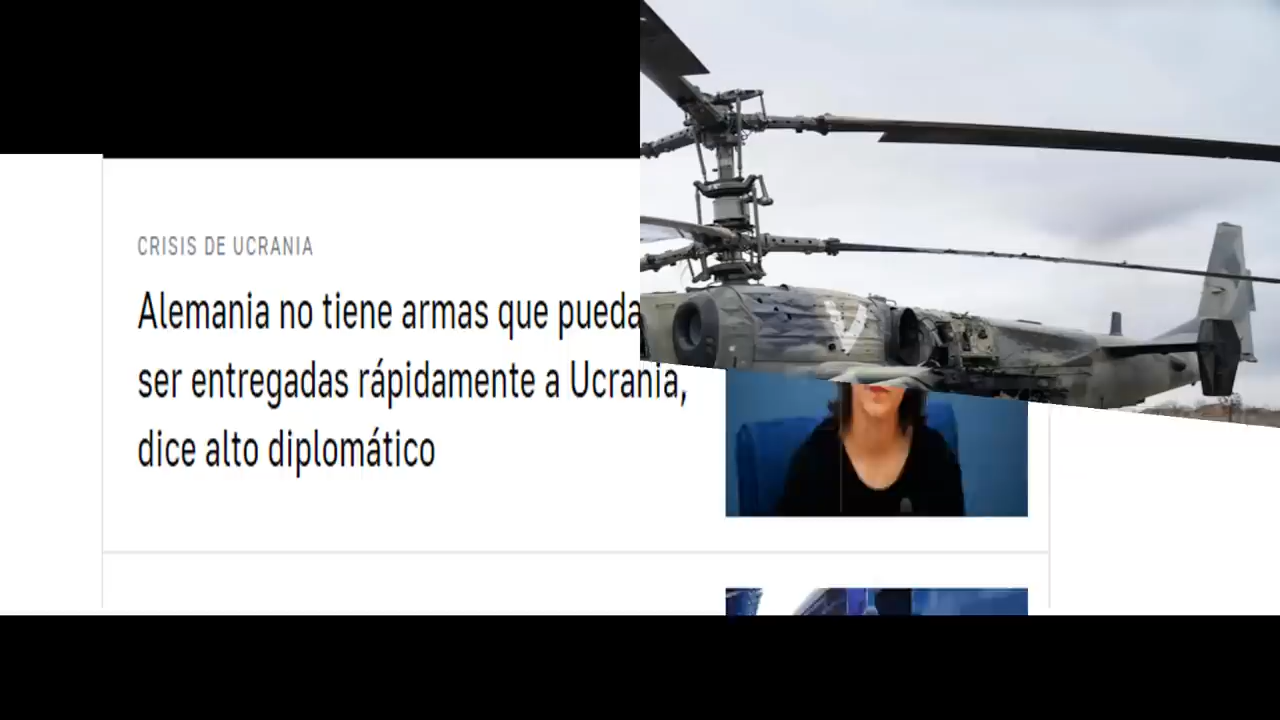 CRISIS DE UCRANIA
Alemania no tiene armas que pueda
ser entregadas rápidamente a Ucrania,
dice alto diplomático